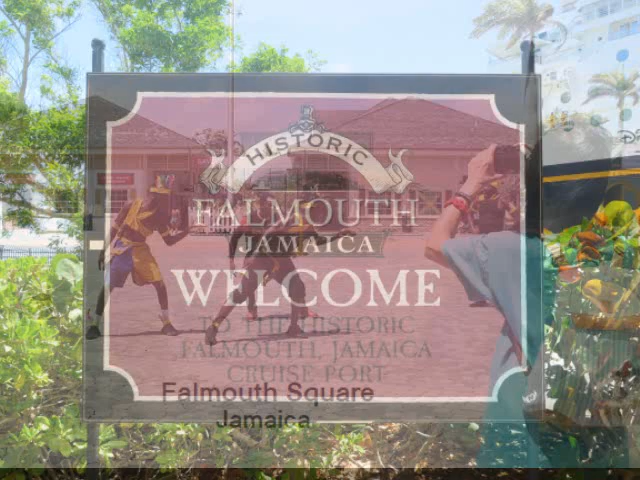 HISTORIC
FALMOUTH
JAMAICA
WELCOME
TO THE HISTORIC
FALMOUTH, JAMAICA
CRUISE PORT
Falmouth Square
Jamaica